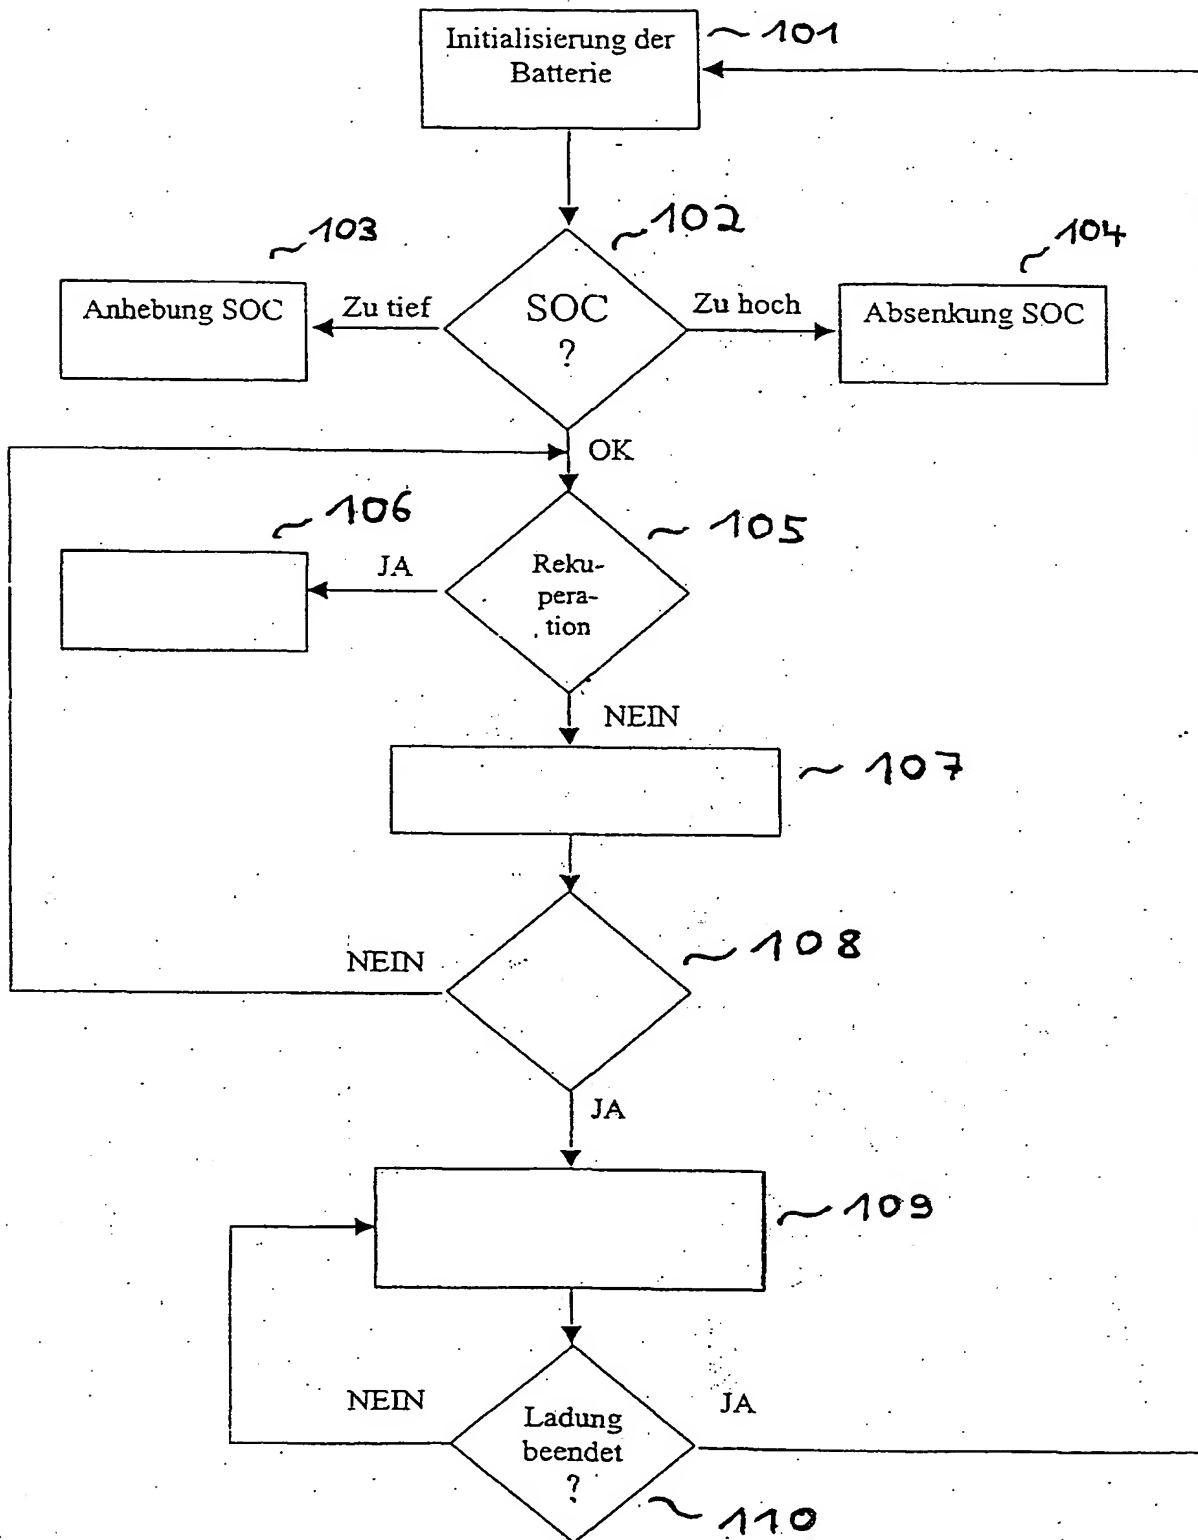 Initialisierung der
Batterie
101
102
103
104
Anhebung SOC
Zu tief
SOC
?
Zu hoch
Absenkung SOC
OK
106
105
JA
Reku-
pera-
tion
NEIN
107
108
NEIN
JA
109
NEIN
Ladung
beendet
?
JA
110